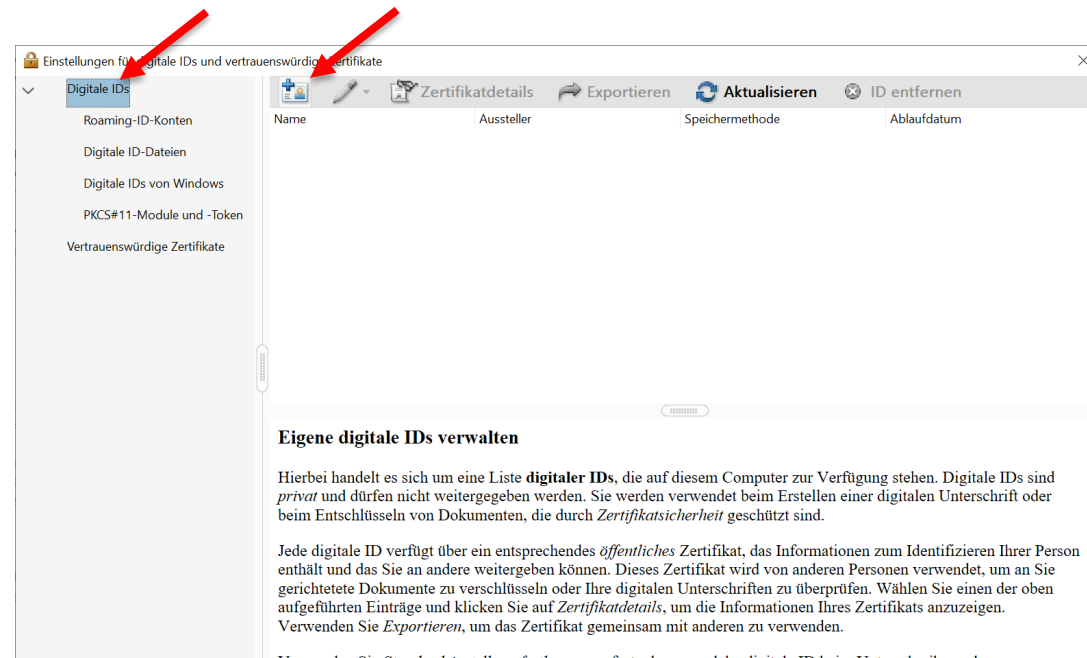 Einstellungen für digitale IDs und vertrauenswürdige Zertifikate
Digitale IDs
Roaming-ID-Konten
Digitale ID-Dateien
Digitale IDs von Windows
PKCS#11-Module und -Token
Vertrauenswürdige Zertifikate
Zertifikatdetails Exportieren Aktualisieren ID entfernen
Name Aussteller Speichermethode Ablaufdatum
Eigene digitale IDs verwalten
Hierbei handelt es sich um eine Liste digitaler IDs, die auf diesem Computer zur Verfügung stehen. Digitale IDs sind
privat und dürfen nicht weitergegeben werden. Sie werden verwendet beim Erstellen einer digitalen Unterschrift oder
beim Entschlüsseln von Dokumenten, die durch Zertifikatsicherheit geschützt sind.
Jede digitale ID verfügt über ein entsprechendes öffentliches Zertifikat, das Informationen zum Identifizieren Ihrer Person
enthält und das Sie an andere weitergeben können. Dieses Zertifikat wird von anderen Personen verwendet, um an Sie
gerichtetete Dokumente zu verschlüsseln oder Ihre digitalen Unterschriften zu überprüfen. Wählen Sie einen der oben
aufgeführten Einträge und klicken Sie auf Zertifikatdetails, um die Informationen Ihres Zertifikats anzuzeigen.
Verwenden Sie Exportieren, um das Zertifikat gemeinsam mit anderen zu verwenden.